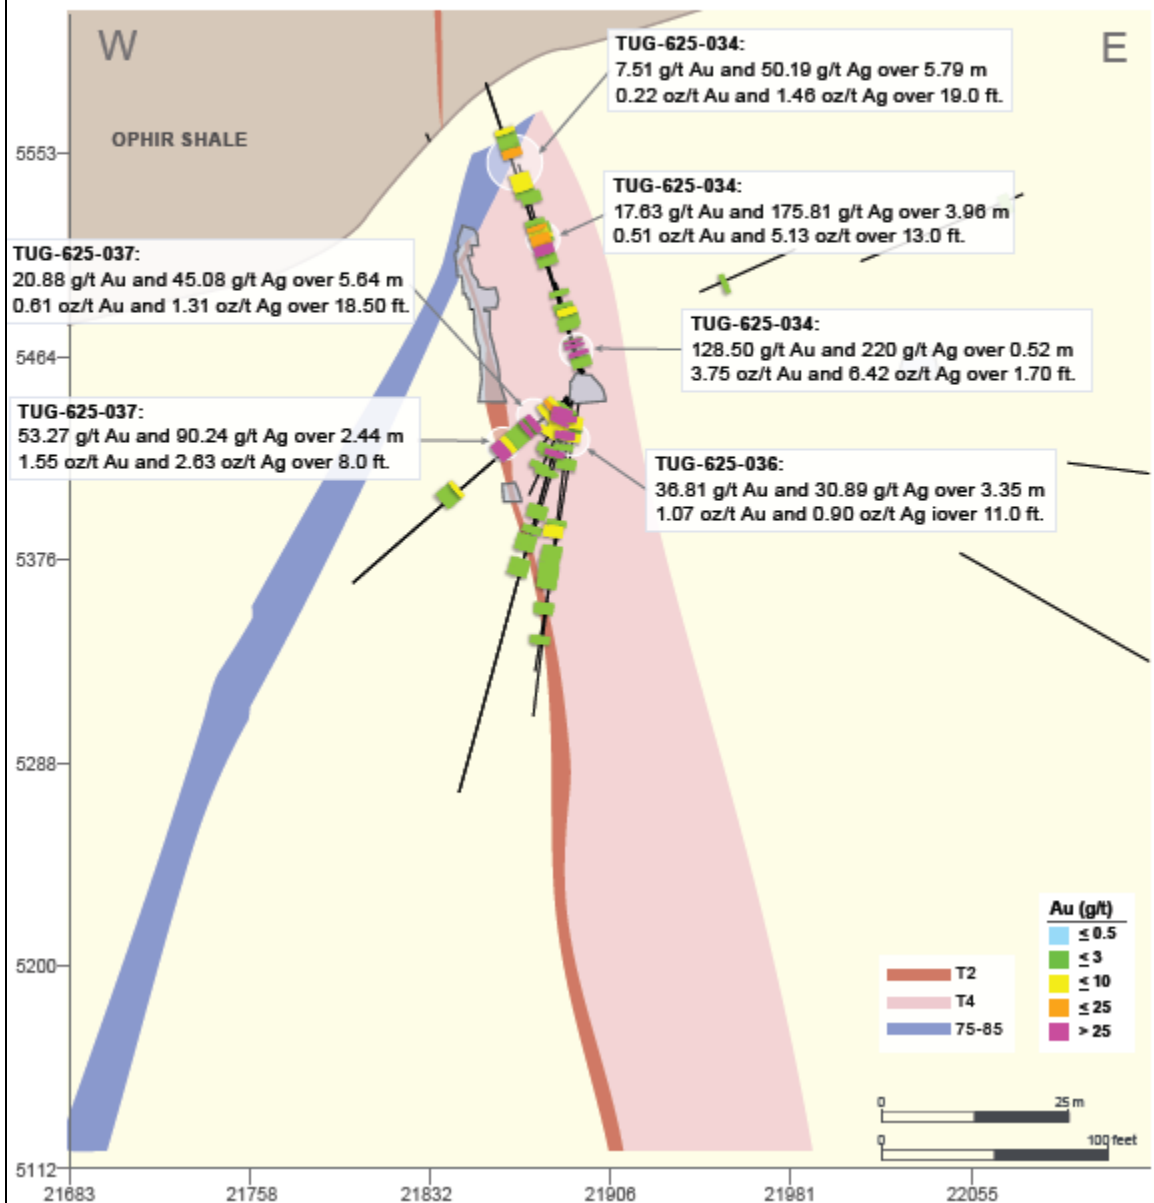 W
E
OPHIR SHALE
TUG-625-034:
7.51 g/t Au and 50.19 g/t Ag over 5.79 m
0.22 oz/t Au and 1.46 oz/t Ag over 19.0 ft.
TUG-625-034:
17.63 g/t Au and 175.81 g/t Ag over 3.96 m
0.51 oz/t Au and 5.13 oz/t over 13.0 ft.
TUG-625-037:
20.88 g/t Au and 45.08 g/t Ag over 5.64 m
0.61 oz/t Au and 1.31 oz/t Ag over 18.50 ft.
TUG-625-034:
128.50 g/t Au and 220 g/t Ag over 0.52 m
3.75 oz/t Au and 6.42 oz/t Ag over 1.70 ft.
TUG-625-037:
53.27 g/t Au and 90.24 g/t Ag over 2.44 m
1.55 oz/t Au and 2.63 oz/t Ag over 8.0 ft.
TUG-625-036:
36.81 g/t Au and 30.89 g/t Ag over 3.35 m
1.07 oz/t Au and 0.90 oz/t Ag iover 11.0 ft.
5553
5464
5376
5288
5200
5112
T2
T4
75-85
Au (g/t)
≤ 0.5
≤ 3
≤ 10
≤ 25
> 25
0 25 m
0 100 feet
21683 21758 21832 21906 21981 22055